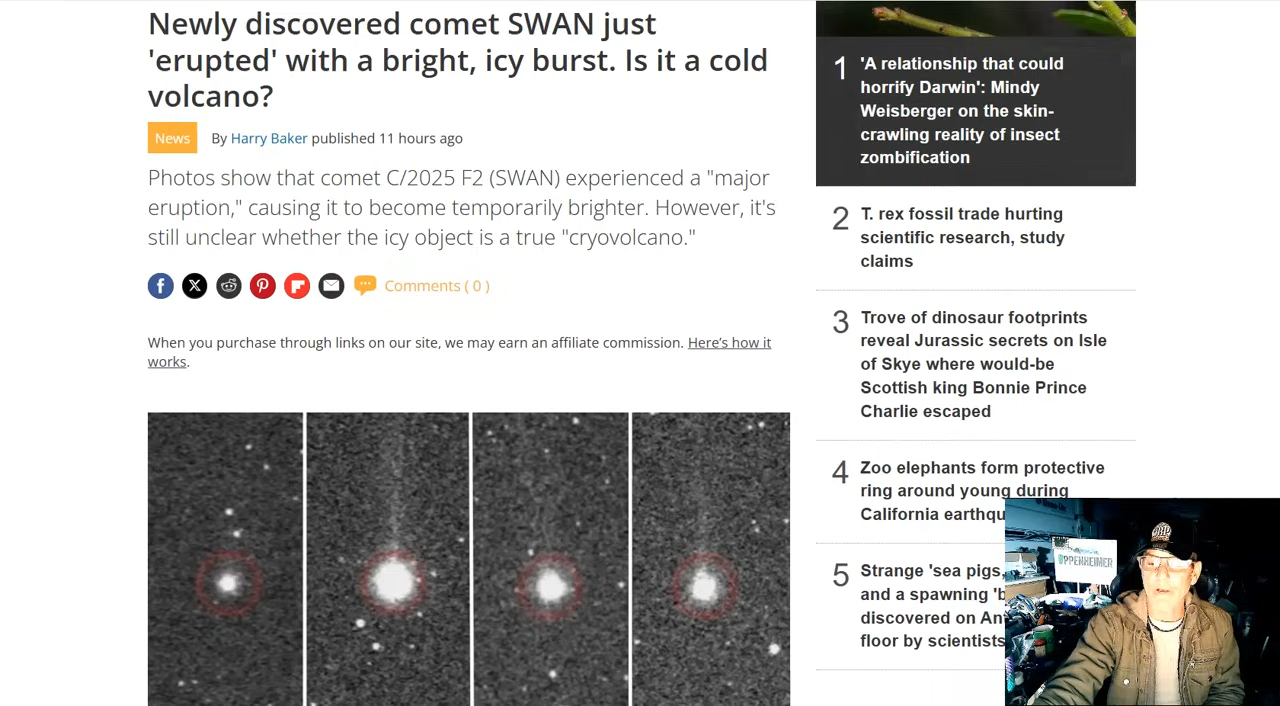 Newly discovered comet SWAN just
'erupted' with a bright, icy burst. Is it a cold
volcano?
News
By Harry Baker published 11 hours ago
Photos show that comet C/2025 F2 (SWAN) experienced a "major
eruption," causing it to become temporarily brighter. However, it's
still unclear whether the icy object is a true "cryovolcano."
Comments ( 0 )
When you purchase through links on our site, we may earn an affiliate commission. Here's how it
works.
1
'A relationship that could
horrify Darwin': Mindy
Weisberger on the skin-
crawling reality of insect
zombification
2
T. rex fossil trade hurting
scientific research, study
claims
3
Trove of dinosaur footprints
reveal Jurassic secrets on Isle
of Skye where would-be
Scottish king Bonnie Prince
Charlie escaped
4
Zoo elephants form protective
ring around young during
California earthqu
5
Strange 'sea pigs,
and a spawning 'b
discovered on An
floor by scientists
OPPENHEIMER